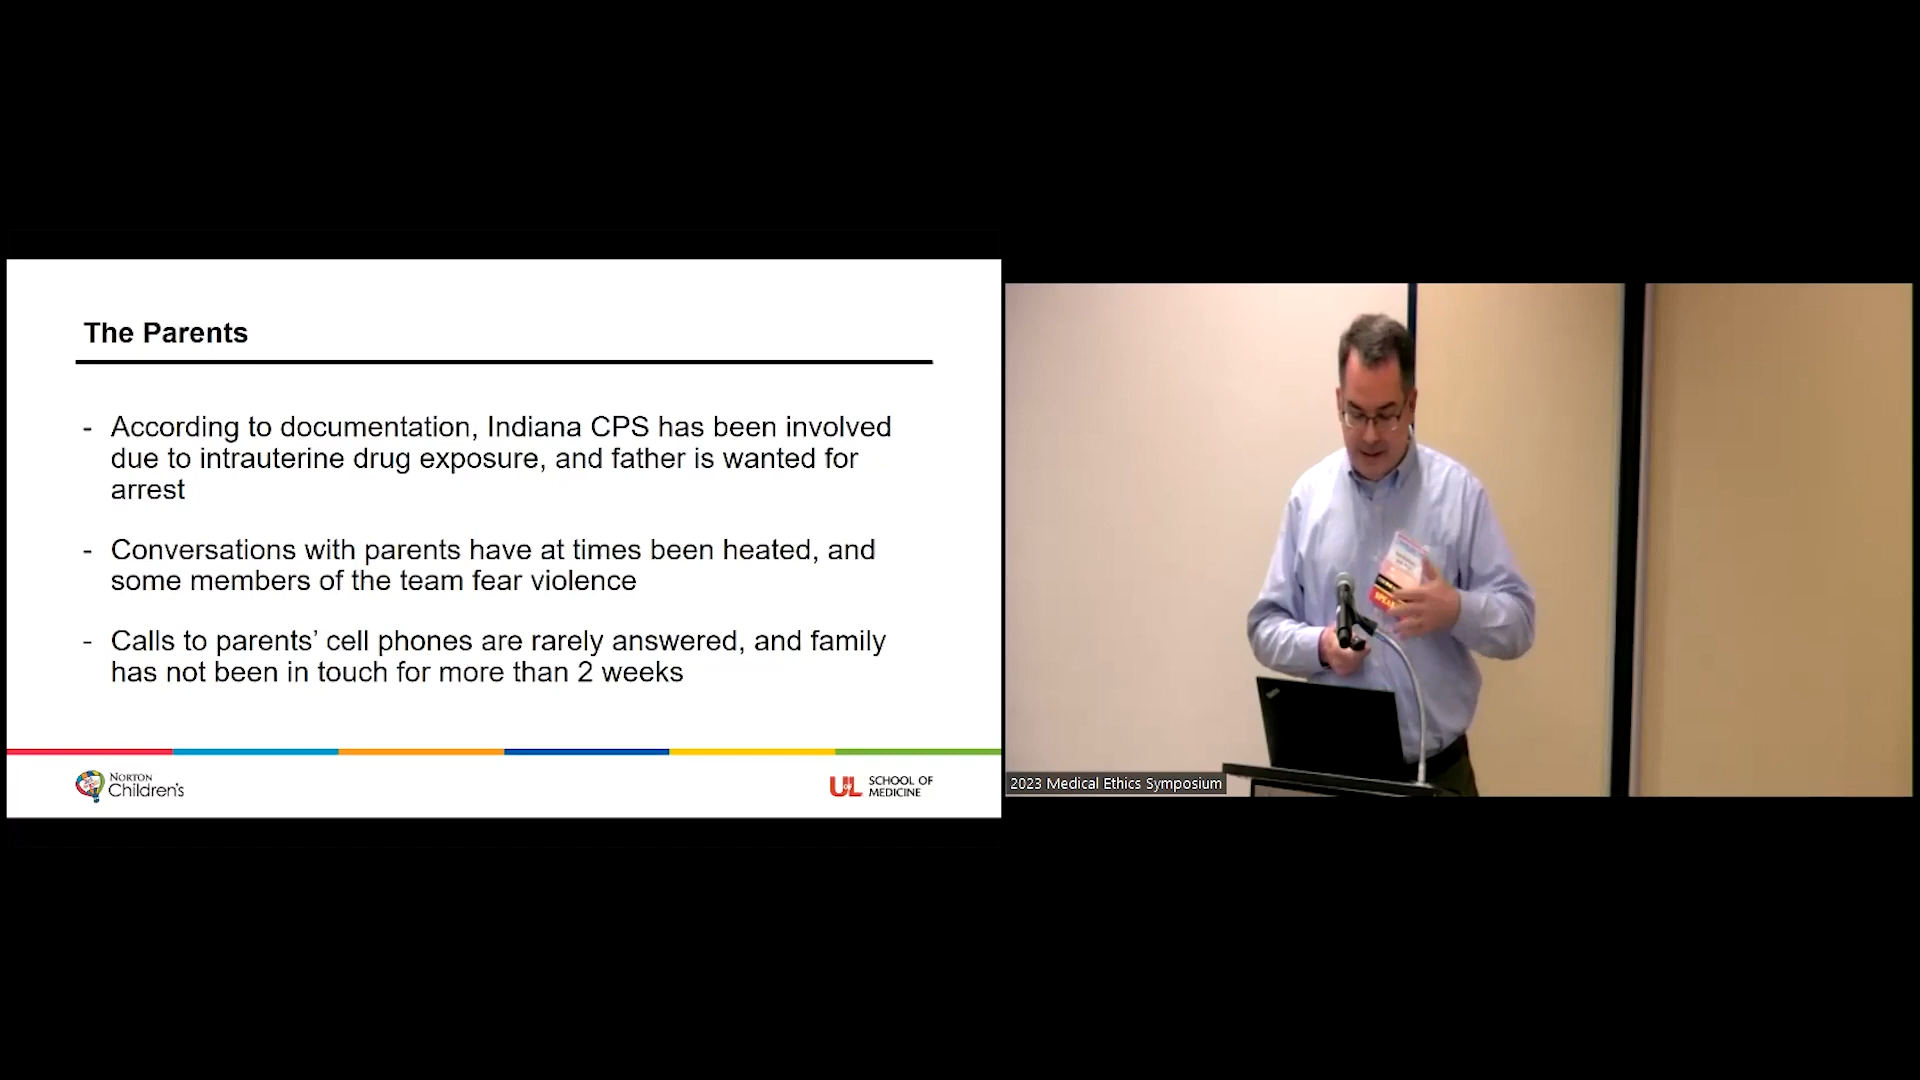 The Parents
- According to documentation, Indiana CPS has been involved
due to intrauterine drug exposure, and father is wanted for
arrest
- Conversations with parents have at times been heated, and
some members of the team fear violence
- Calls to parents’ cell phones are rarely answered, and family
has not been in touch for more than 2 weeks
NORTON
Children's
UofL
SCHOOL OF
MEDICINE
2023 Medical Ethics Symposium